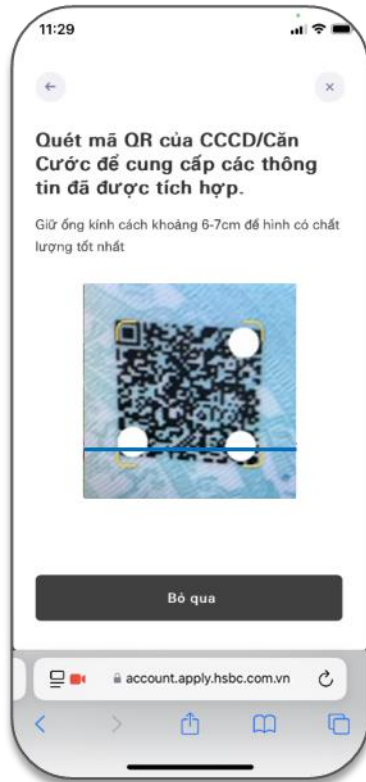 11:29
Quét mã QR của CCCD/Căn
Cước để cung cấp các thông
tin đã được tích hợp.
Giữ ống kính cách khoảng 6-7cm để hình có chất
lượng tốt nhất
Bỏ qua
account.apply.hsbc.com.vn